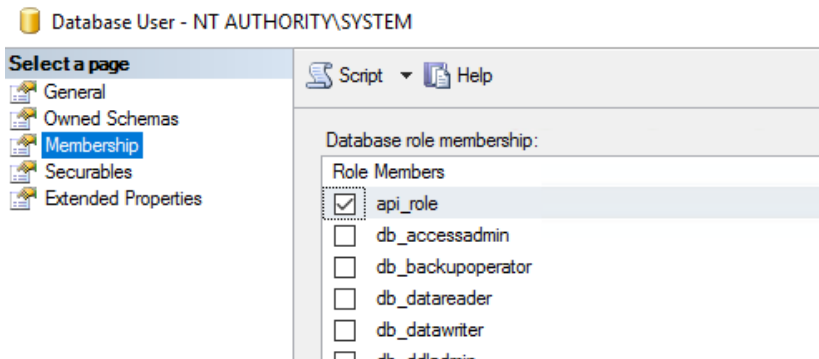 Database User - NT AUTHORITY\SYSTEM
Select a page
General
Owned Schemas
Membership
Securables
Extended Properties
Script Help
Database role membership:
Role Members
api_role
db_accessadmin
db_backupoperator
db_datareader
db_datawriter
db_ddladmin